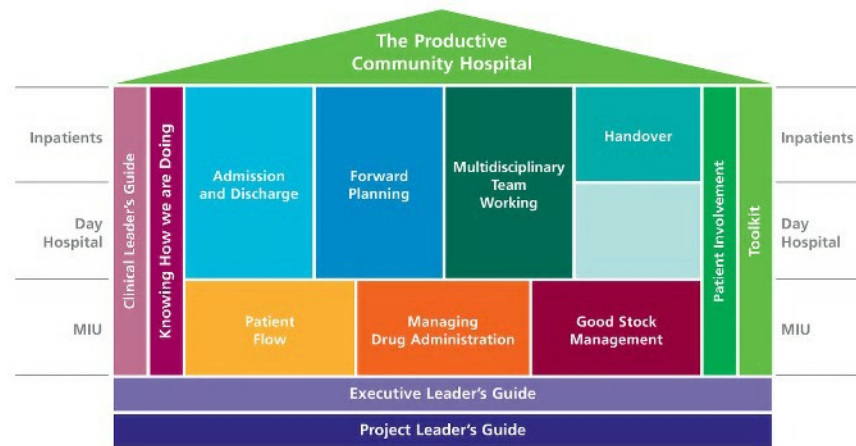 The Productive
Community Hospital
Inpatients
Day
Hospital
MIU
Clinical Leader's Guide
Knowing How we are Doing
Admission
and Discharge
Forward
Planning
Multidisciplinary
Team
Working
Handover
Patient
Flow
Managing
Drug Administration
Good Stock
Management
Patient Involvement
Toolkit
Inpatients
Day
Hospital
MIU
Executive Leader's Guide
Project Leader's Guide